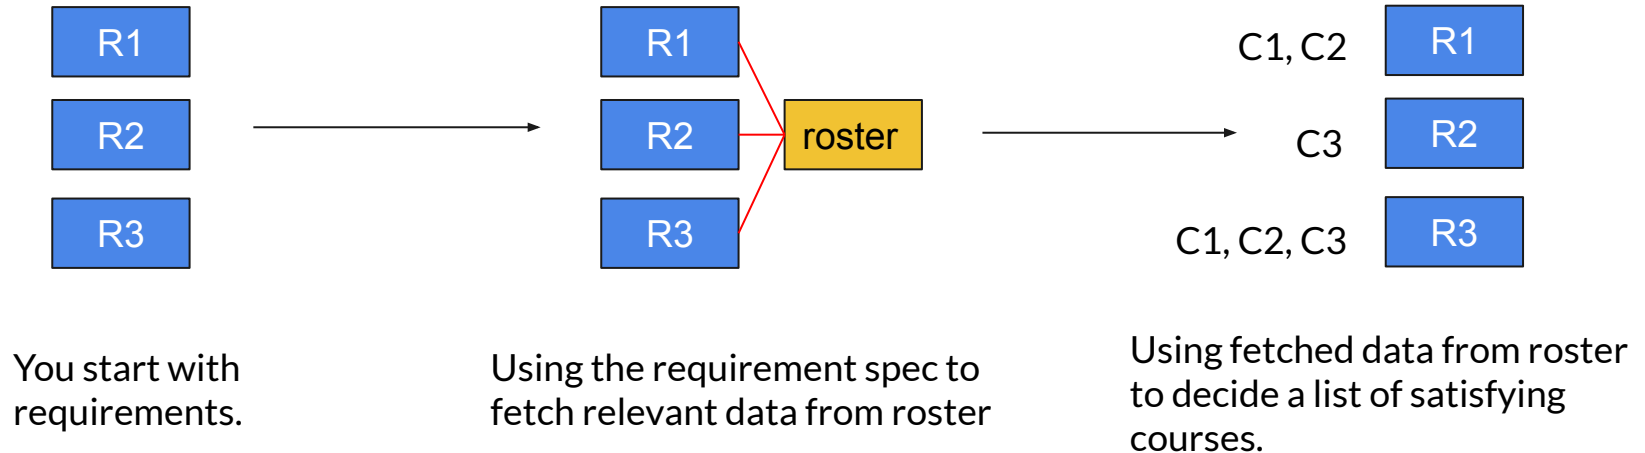 R1
R2
R3
You start with
requirements.
R1
R2
R3
roster
Using the requirement spec to
fetch relevant data from roster
C1, C2 R1
C3 R2
C1, C2, C3 R3
Using fetched data from roster
to decide a list of satisfying
courses.